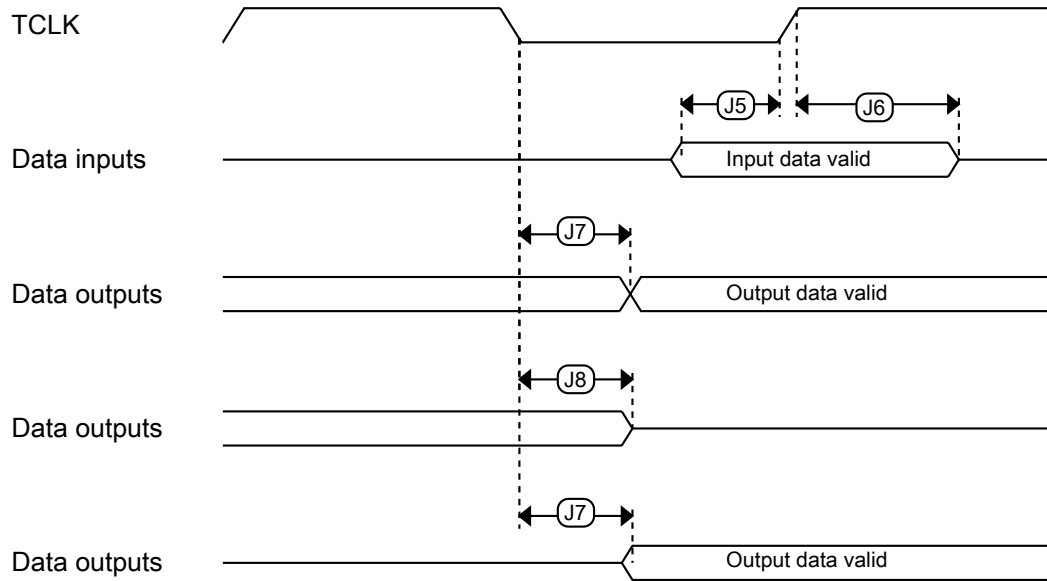 TCLK
J5
J6
Data inputs
Input data valid
J7
Data outputs
Output data valid
J8
Data outputs
J7
Data outputs
Output data valid